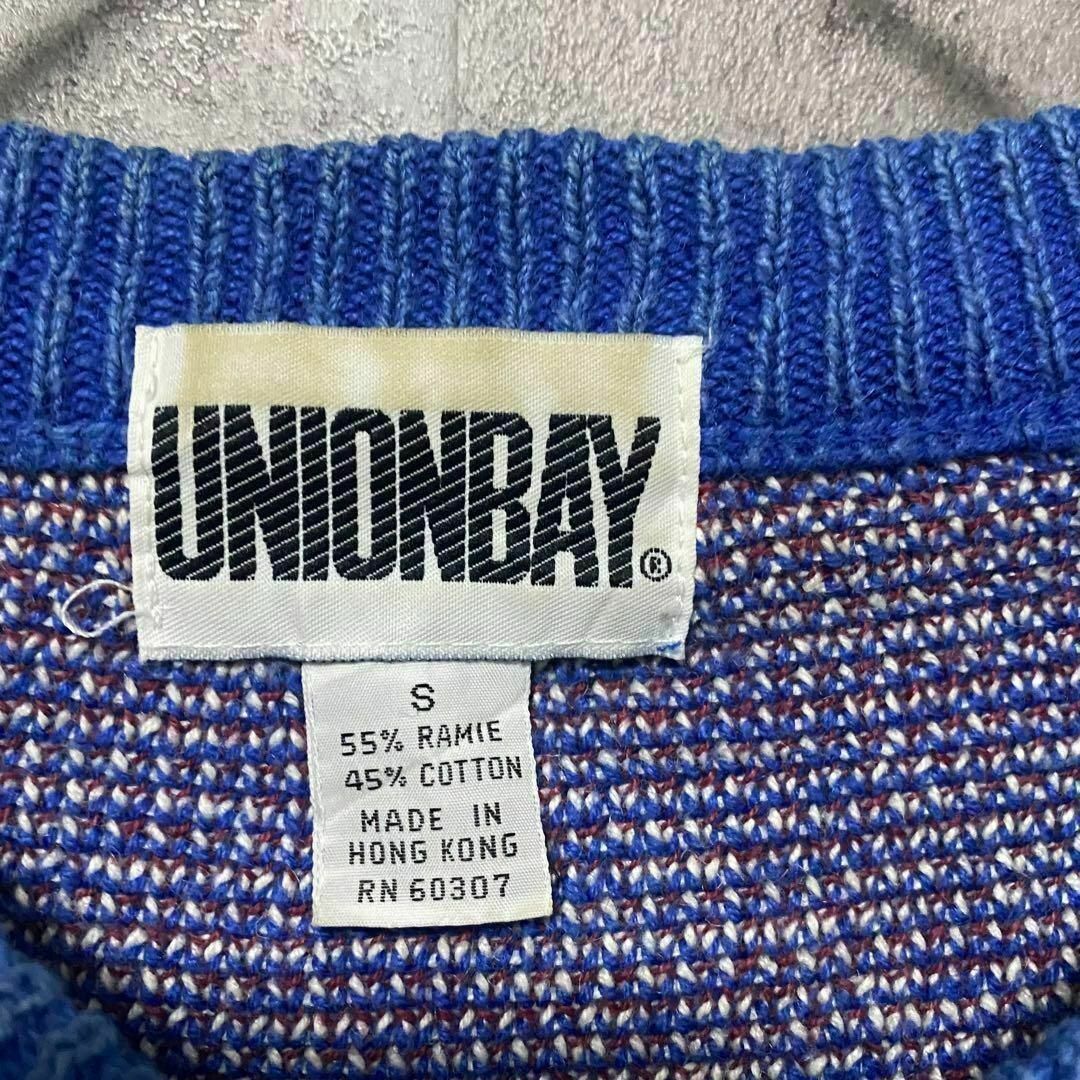 UNIONBAY®
S
55% RAMIE
45% COTTON
MADE IN
HONG KONG
RN 60307